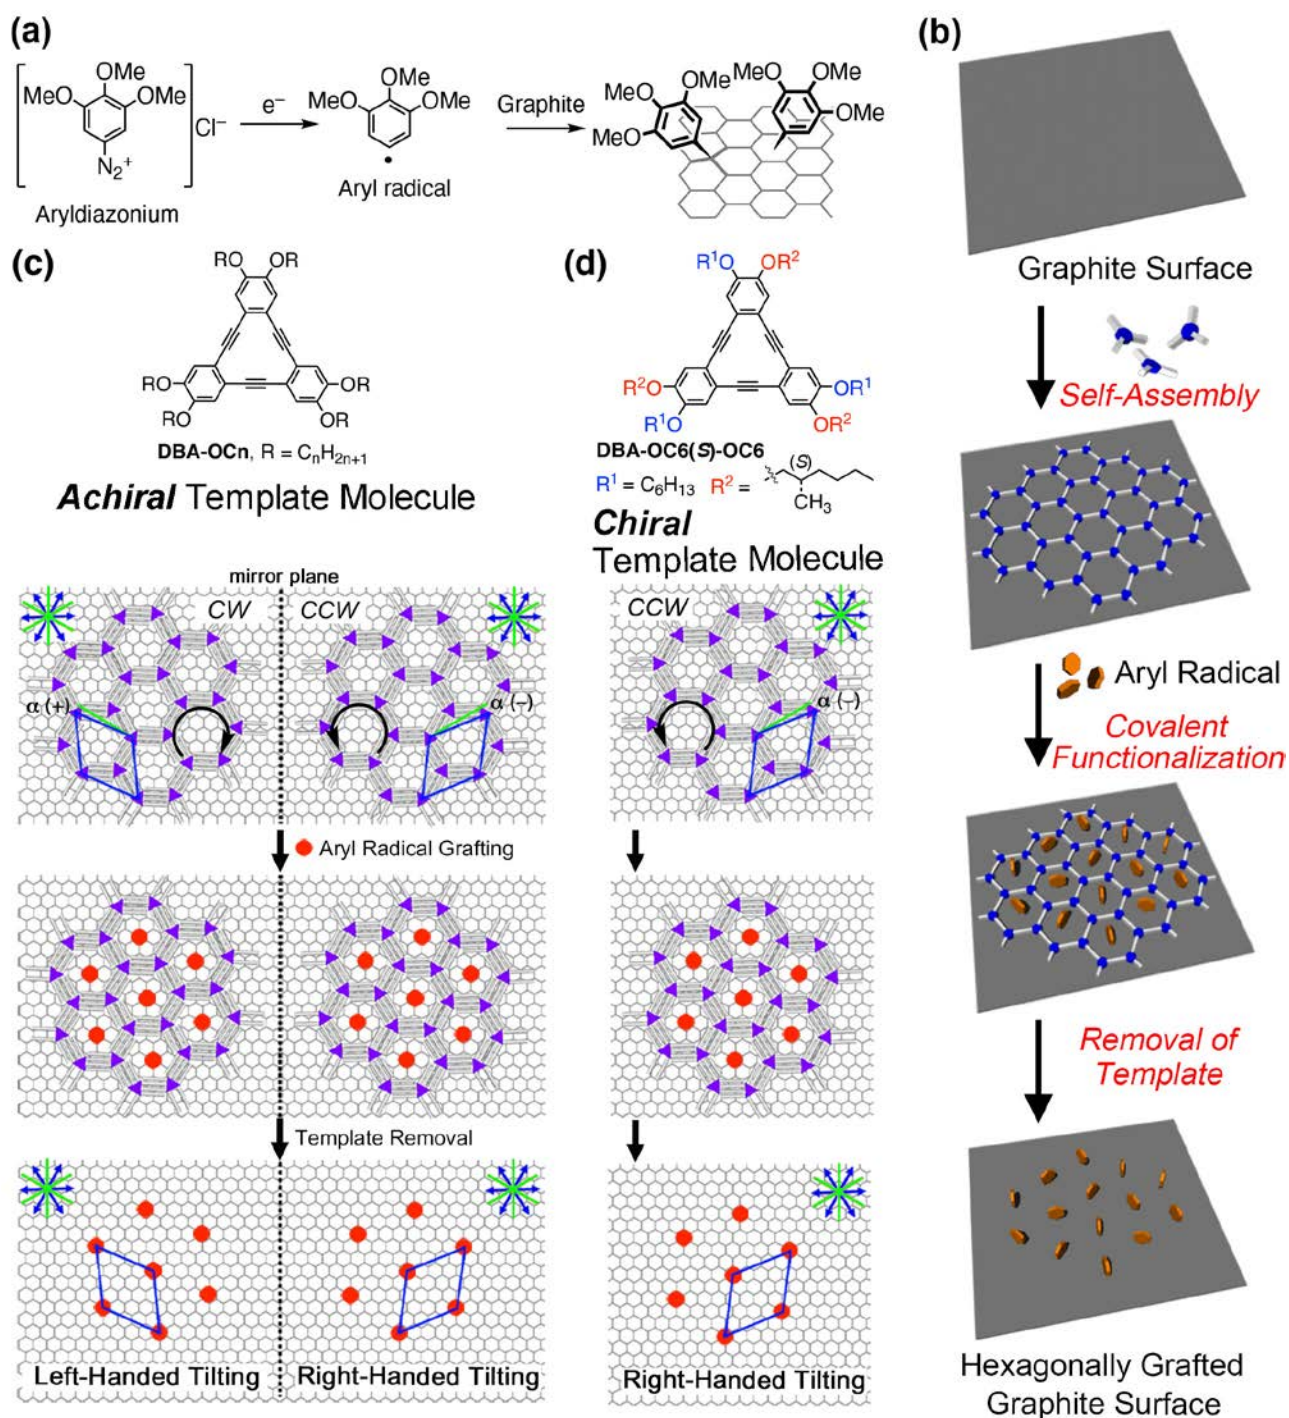 (a)
OMe
MeO OMe
N2+
Cl−
Aryldiazonium
e−
OMe
MeO OMe
•
Aryl radical
Graphite
OMe
MeO OMe
MeO
MeO OMe
OMe
(b)
Graphite Surface
Self-Assembly
Aryl Radical
Covalent
Functionalization
Removal of
Template
Hexagonally Grafted
Graphite Surface
(c)
RO OR
RO OR
RO OR
DBA-OCn, R = CnH2n+1
Achiral Template Molecule
mirror plane
CW CCW
α (+) α (−)
Aryl Radical Grafting
Template Removal
Left-Handed Tilting Right-Handed Tilting
(d)
R1O OR2
R2O OR1
R1O OR2
DBA-OC6(S)-OC6
R1 = C6H13 R2 =
(S)
CH3
Chiral
Template Molecule
CCW
α (−)
Right-Handed Tilting